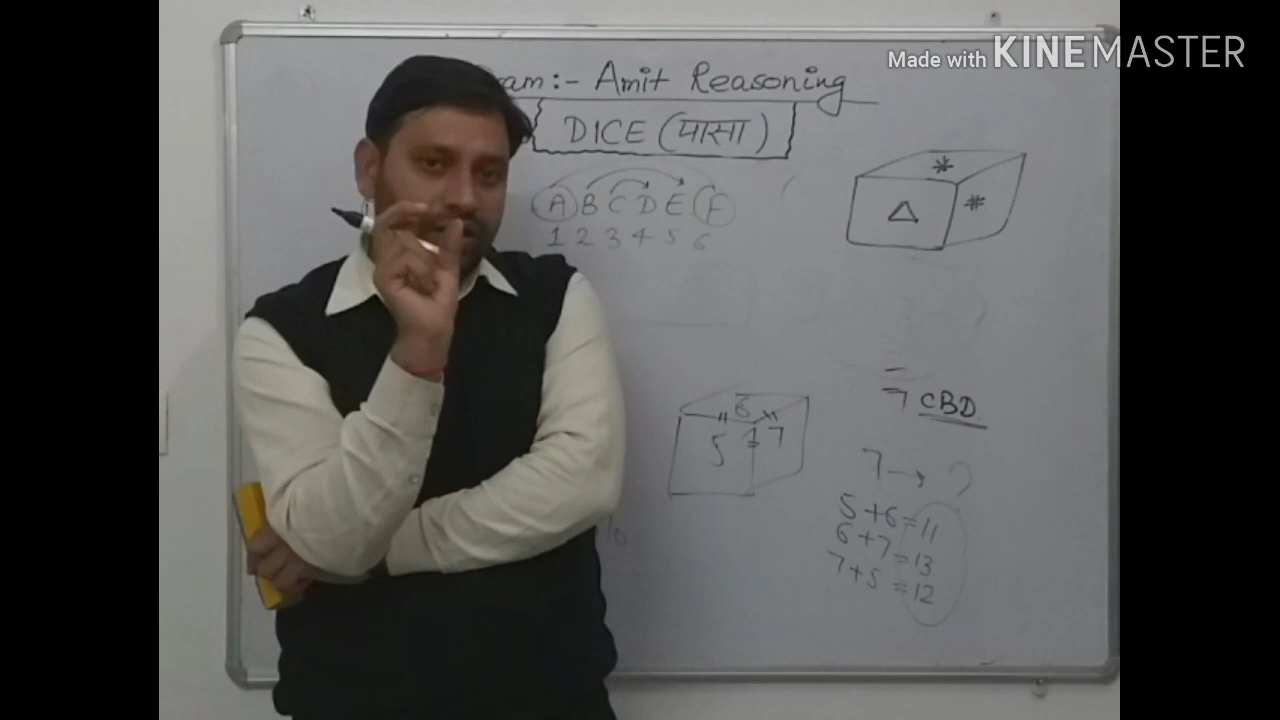 Made with KINEMASTER
am:- Amit Reasoning
DICE (पासा)
A B C D E F
1 2 3 4 5 6
* 
Δ *
6
5 7
= 7 CBD
7 → ?
5+6=11
6+7=13
7+5=12